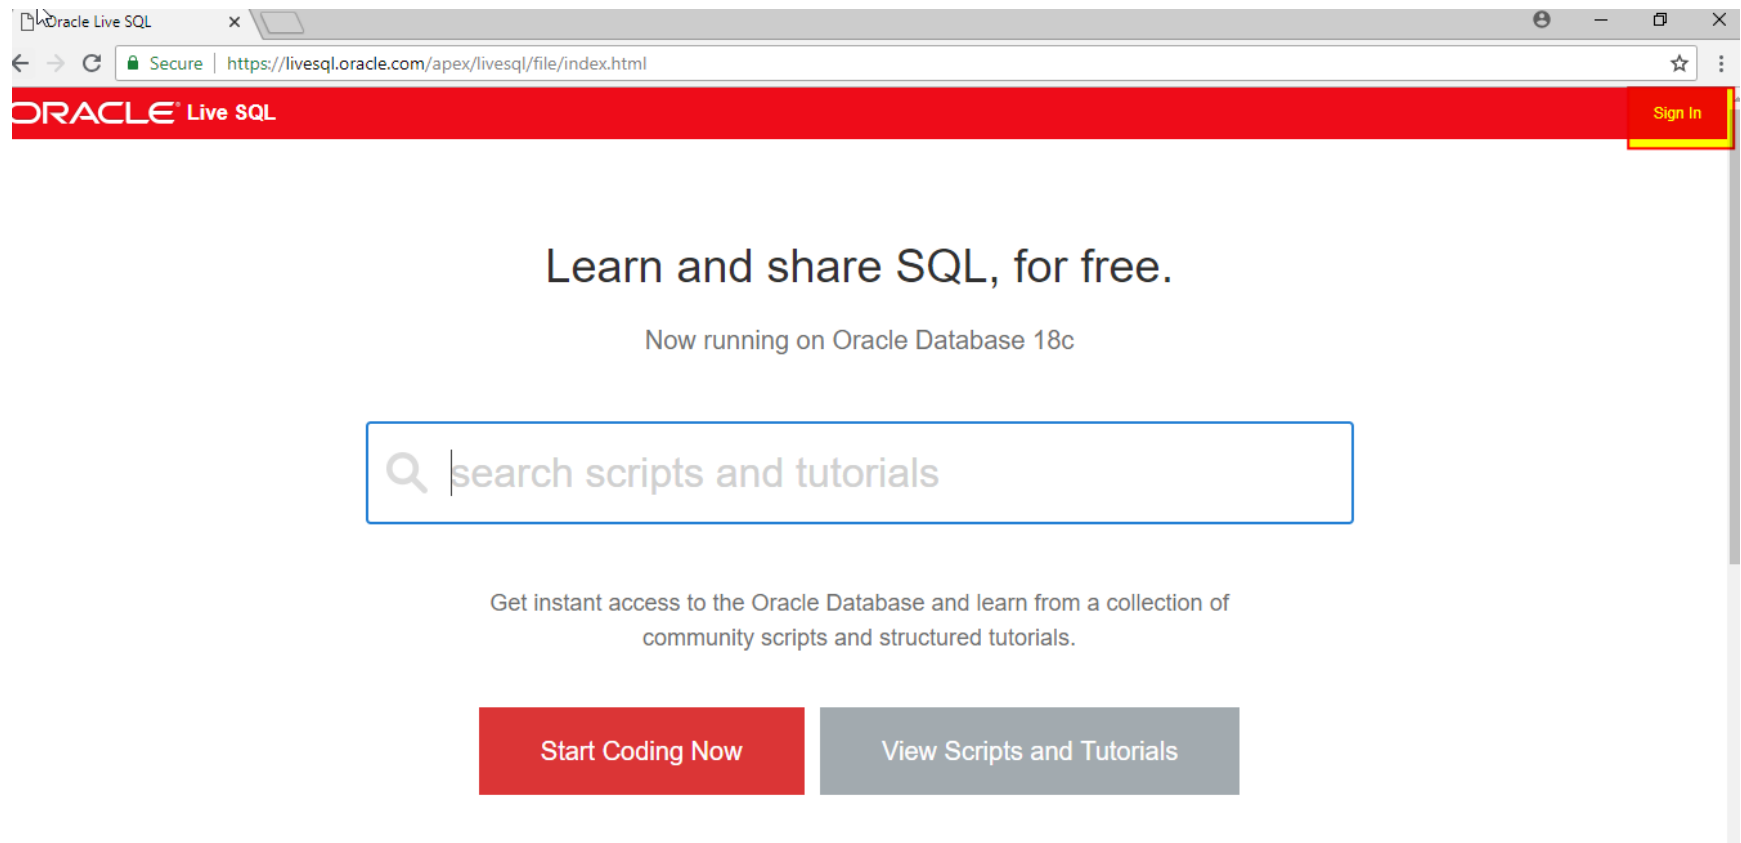 Oracle Live SQL
Secure https://livesql.oracle.com/apex/livesql/file/index.html
ORACLE Live SQL
Sign In
Learn and share SQL, for free.
Now running on Oracle Database 18c
search scripts and tutorials
Get instant access to the Oracle Database and learn from a collection of
community scripts and structured tutorials.
Start Coding Now
View Scripts and Tutorials